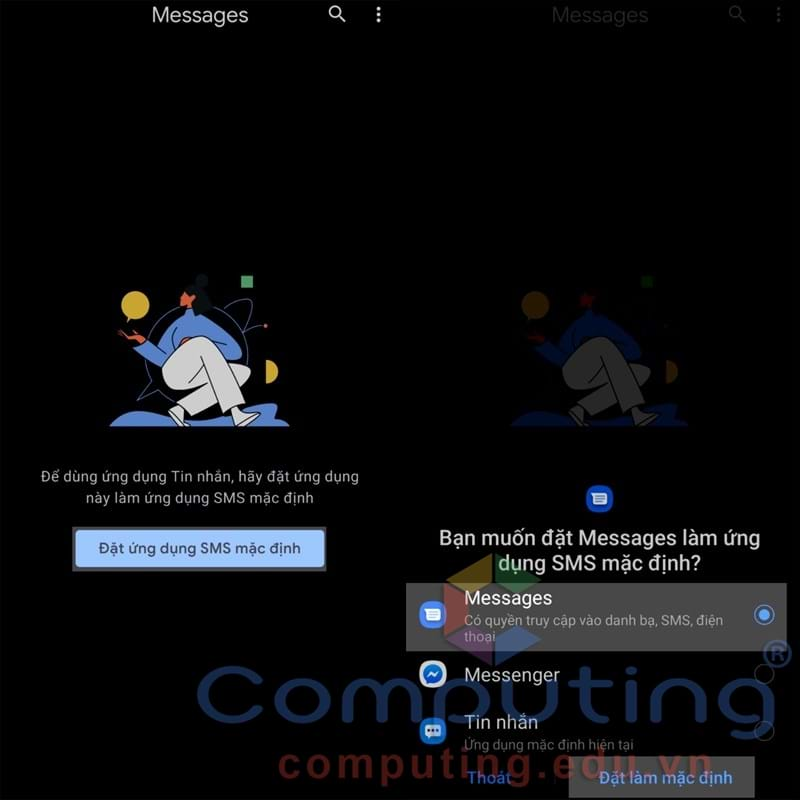 Messages
Để dùng ứng dụng Tin nhắn, hãy đặt ứng dụng
này làm ứng dụng SMS mặc định
Đặt ứng dụng SMS mặc định
Messages
Bạn muốn đặt Messages làm ứng
dụng SMS mặc định?
Messages
Có quyền truy cập vào danh bạ, SMS, điện
thoại
Messenger
Tin nhắn
Ứng dụng mặc định hiện tại
Thoát
Đặt làm mặc định
Computing®
computing.edu.vn